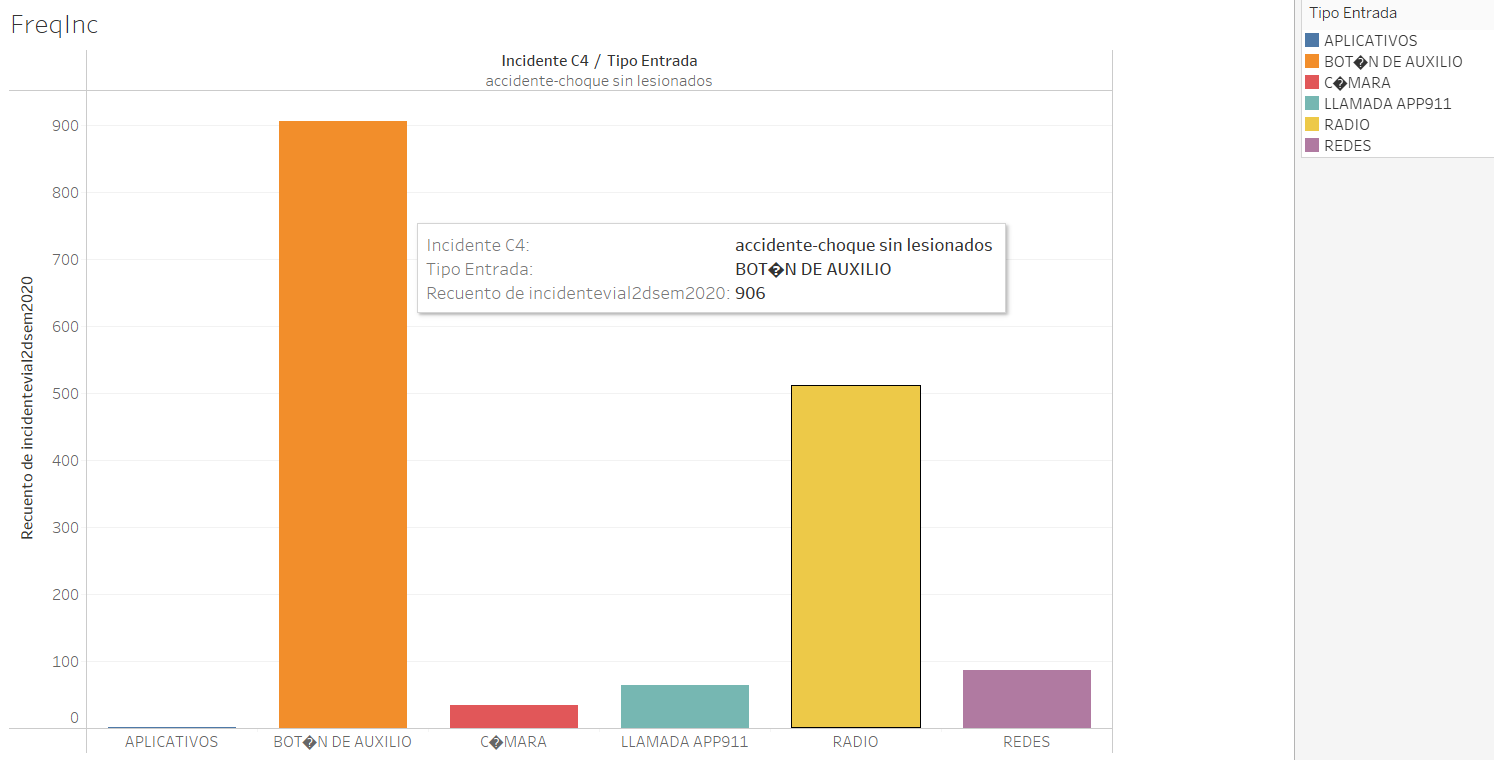 FreqInc
Incidente C4 / Tipo Entrada
accidente-choque sin lesionados
Recuento de incidentevial2dsem2020
900
800
700
600
500
400
300
200
100
0
Incidente C4: accidente-choque sin lesionados
Tipo Entrada: BOT�N DE AUXILIO
Recuento de incidentevial2dsem2020: 906
APLICATIVOS
BOT�N DE AUXILIO
C�MARA
LLAMADA APP911
RADIO
REDES
Tipo Entrada
APLICATIVOS
BOT�N DE AUXILIO
C�MARA
LLAMADA APP911
RADIO
REDES